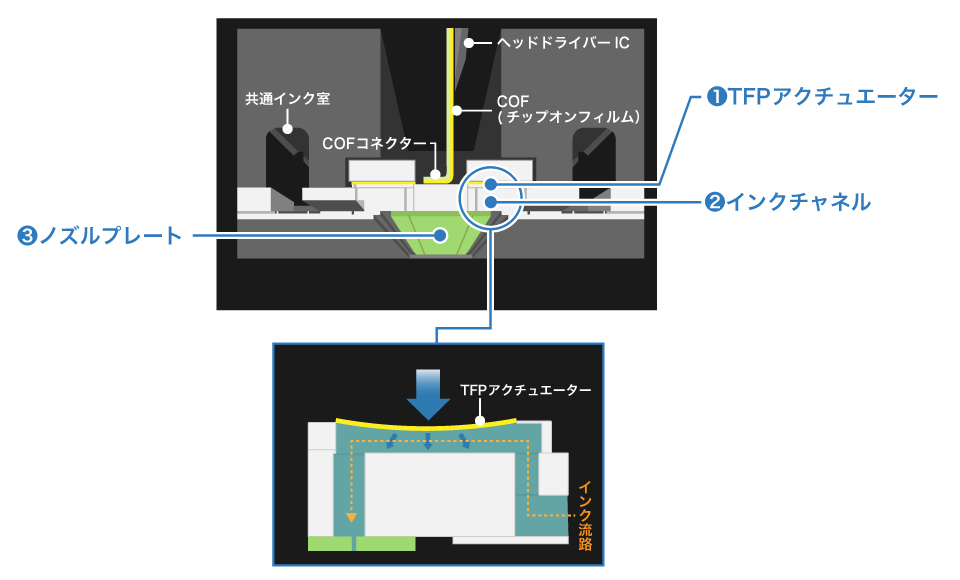 ヘッドドライバー IC
❶TFPアクチュエーター
共通インク室
COF
( チップオンフィルム)
COFコネクター
❷インクチャネル
❸ノズルプレート
TFPアクチュエーター
インク流路